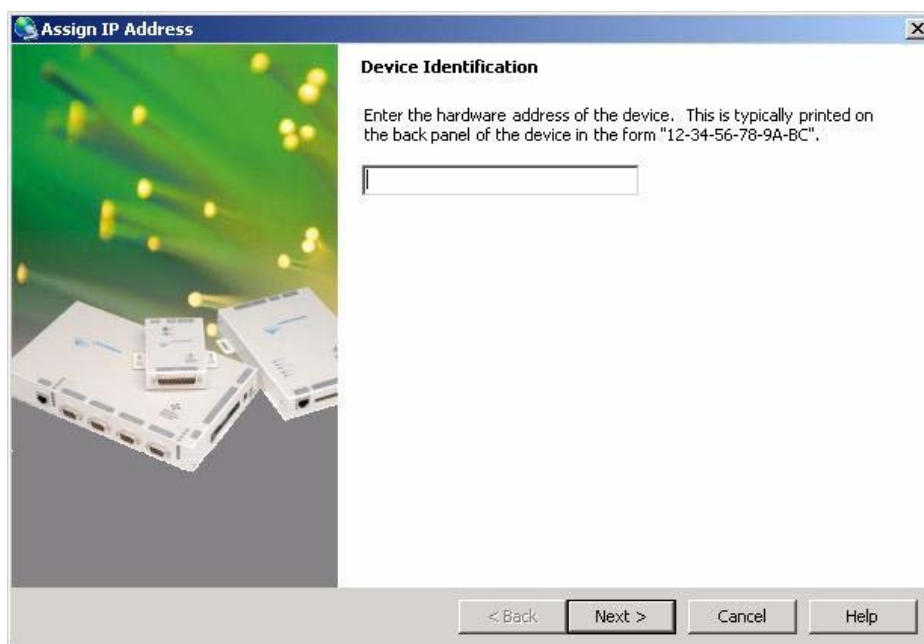 Assign IP Address
Device Identification
Enter the hardware address of the device. This is typically printed on
the back panel of the device in the form "12-34-56-78-9A-BC".
< Back
Next >
Cancel
Help